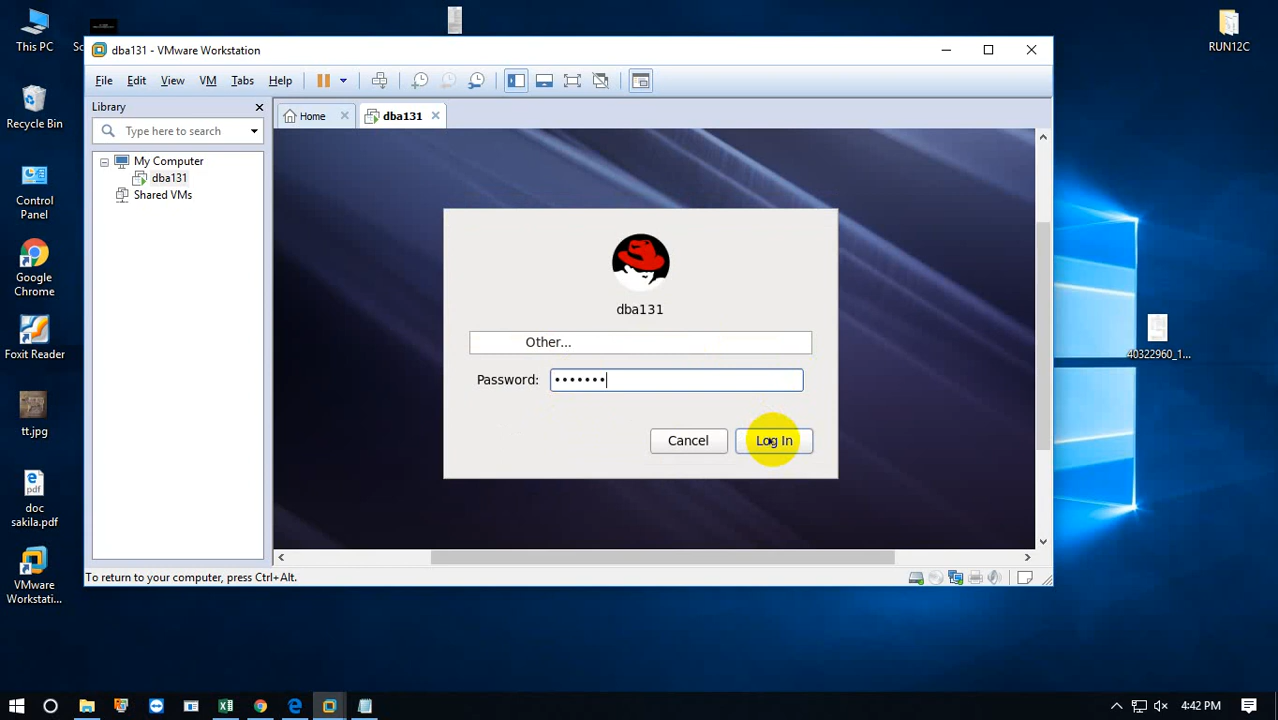 This PC
Recycle Bin
Control
Panel
Google
Chrome
Foxit Reader
tt.jpg
pdf
doc
sakila.pdf
VMware
Workstati...
RUN12C
40322960_1...
dba131 - VMware Workstation
File Edit View VM Tabs Help
Library
Type here to search
My Computer
dba131
Shared VMs
Home
dba131
dba131
Other...
Password: •••••••
Cancel
Log In
To return to your computer, press Ctrl+Alt.
4:42 PM